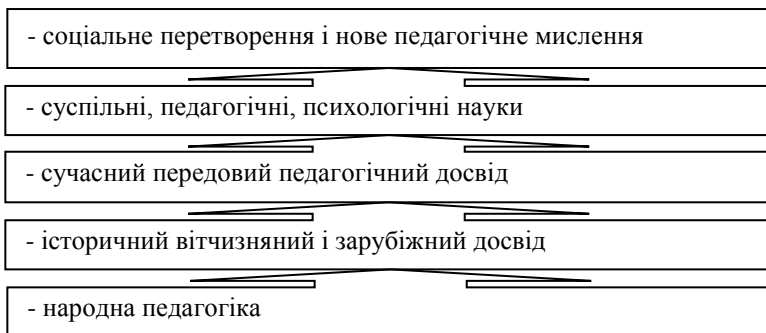 - соціальне перетворення і нове педагогічне мислення
- суспільні, педагогічні, психологічні науки
- сучасний передовий педагогічний досвід
- історичний вітчизняний і зарубіжний досвід
- народна педагогіка